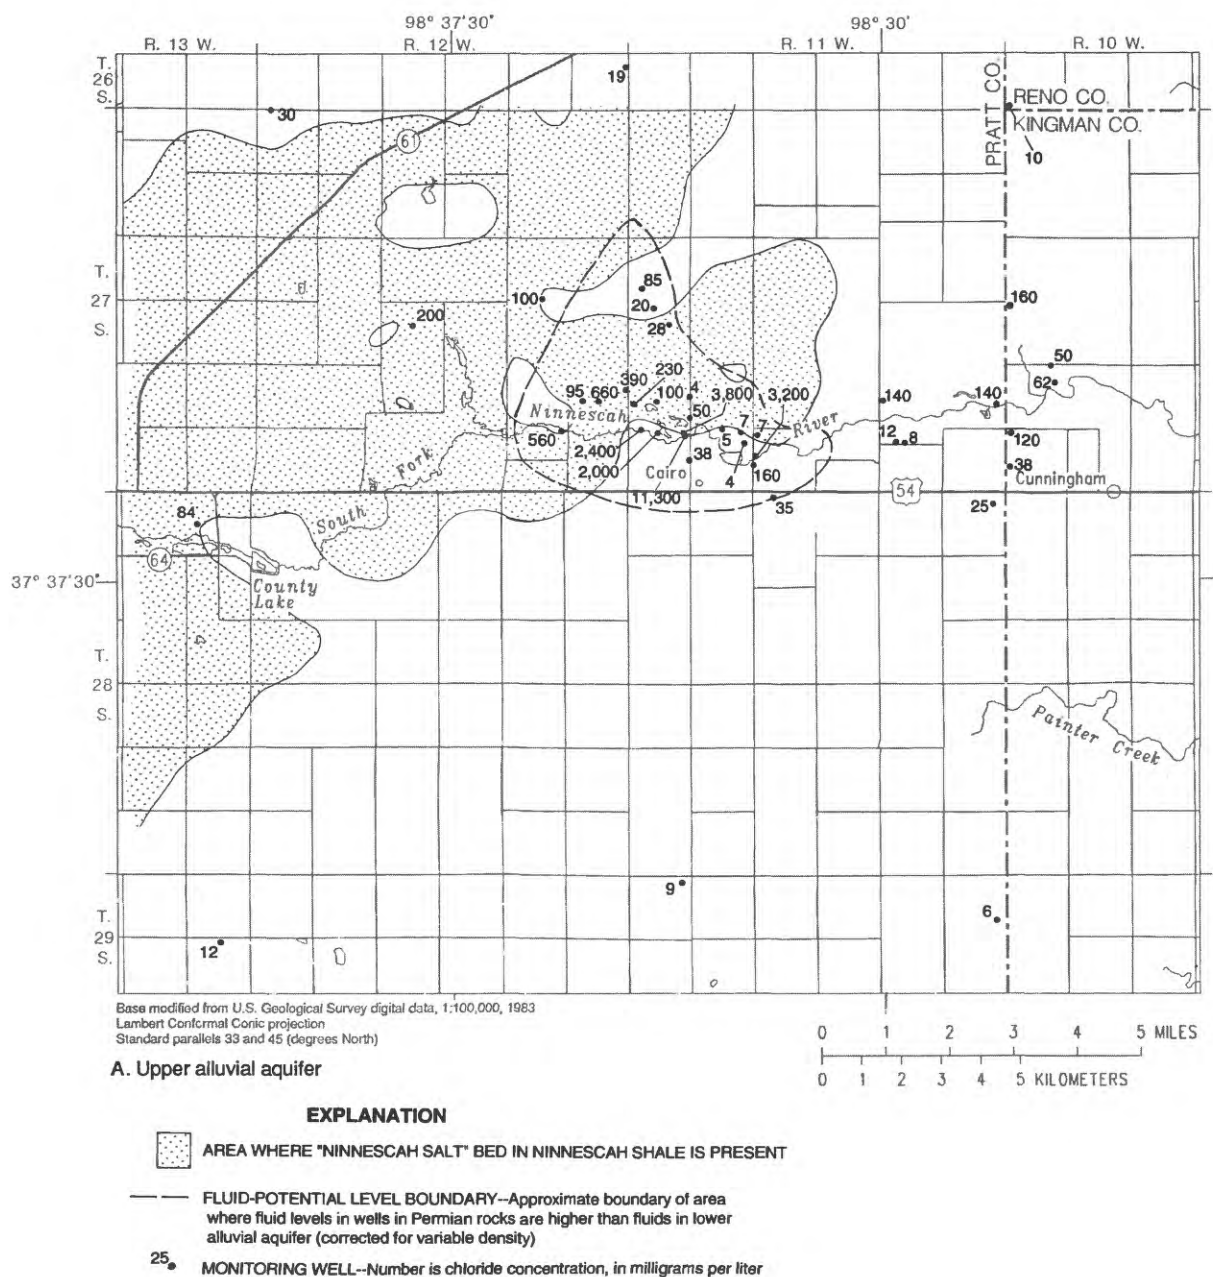 98° 37'30"
98° 30'
R. 13 W.
R. 12 W.
R. 11 W.
R. 10 W.
T.
26
S.
19
30
61
PRATT CO.
RENO CO.
KINGMAN CO.
10
T.
27
S.
100
85
20
28
200
160
50
62
95
660
390
230
100
4
3,800
3,200
140
140
Ninnescah
50
River
560
5
7
7
12
8
120
2,400
2,000
Cairo
38
4
160
38
Cunningham
Fork
11,300
35
54
25
84
South
64
37° 37'30"
County
Lake
T.
28
S.
Painter Creek
9
6
T.
29
S.
12
Base modified from U.S. Geological Survey digital data, 1:100,000, 1983
Lambert Conformal Conic projection
Standard parallels 33 and 45 (degrees North)
0 1 2 3 4 5 MILES
0 1 2 3 4 5 KILOMETERS
A. Upper alluvial aquifer
EXPLANATION
AREA WHERE "NINNESCAH SALT" BED IN NINNESCAH SHALE IS PRESENT
FLUID-POTENTIAL LEVEL BOUNDARY--Approximate boundary of area
where fluid levels in wells in Permian rocks are higher than fluids in lower
alluvial aquifer (corrected for variable density)
25
MONITORING WELL--Number is chloride concentration, in milligrams per liter